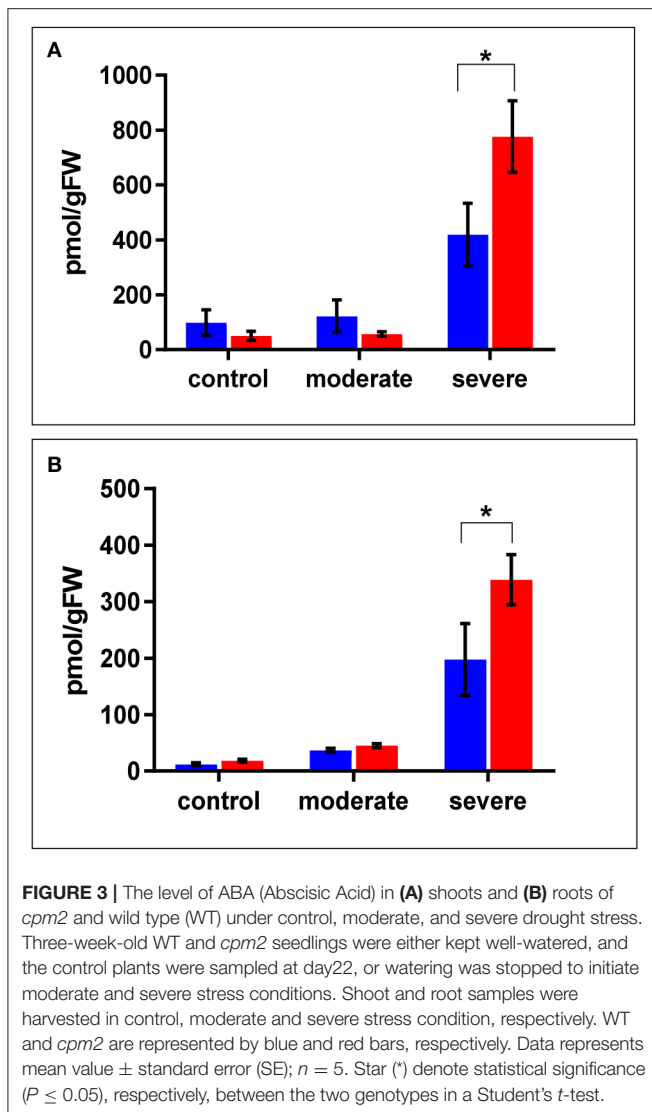 A
1000
*
800
pmol/gFW
600
400
200
0
control moderate severe
B
500
*
400
pmol/gFW
300
200
100
0
control moderate severe
FIGURE 3 | The level of ABA (Abscisic Acid) in (A) shoots and (B) roots of
cpm2 and wild type (WT) under control, moderate, and severe drought stress.
Three-week-old WT and cpm2 seedlings were either kept well-watered, and
the control plants were sampled at day22, or watering was stopped to initiate
moderate and severe stress conditions. Shoot and root samples were
harvested in control, moderate and severe stress condition, respectively. WT
and cpm2 are represented by blue and red bars, respectively. Data represents
mean value ± standard error (SE); n = 5. Star (*) denote statistical significance
(P ≤ 0.05), respectively, between the two genotypes in a Student's t-test.